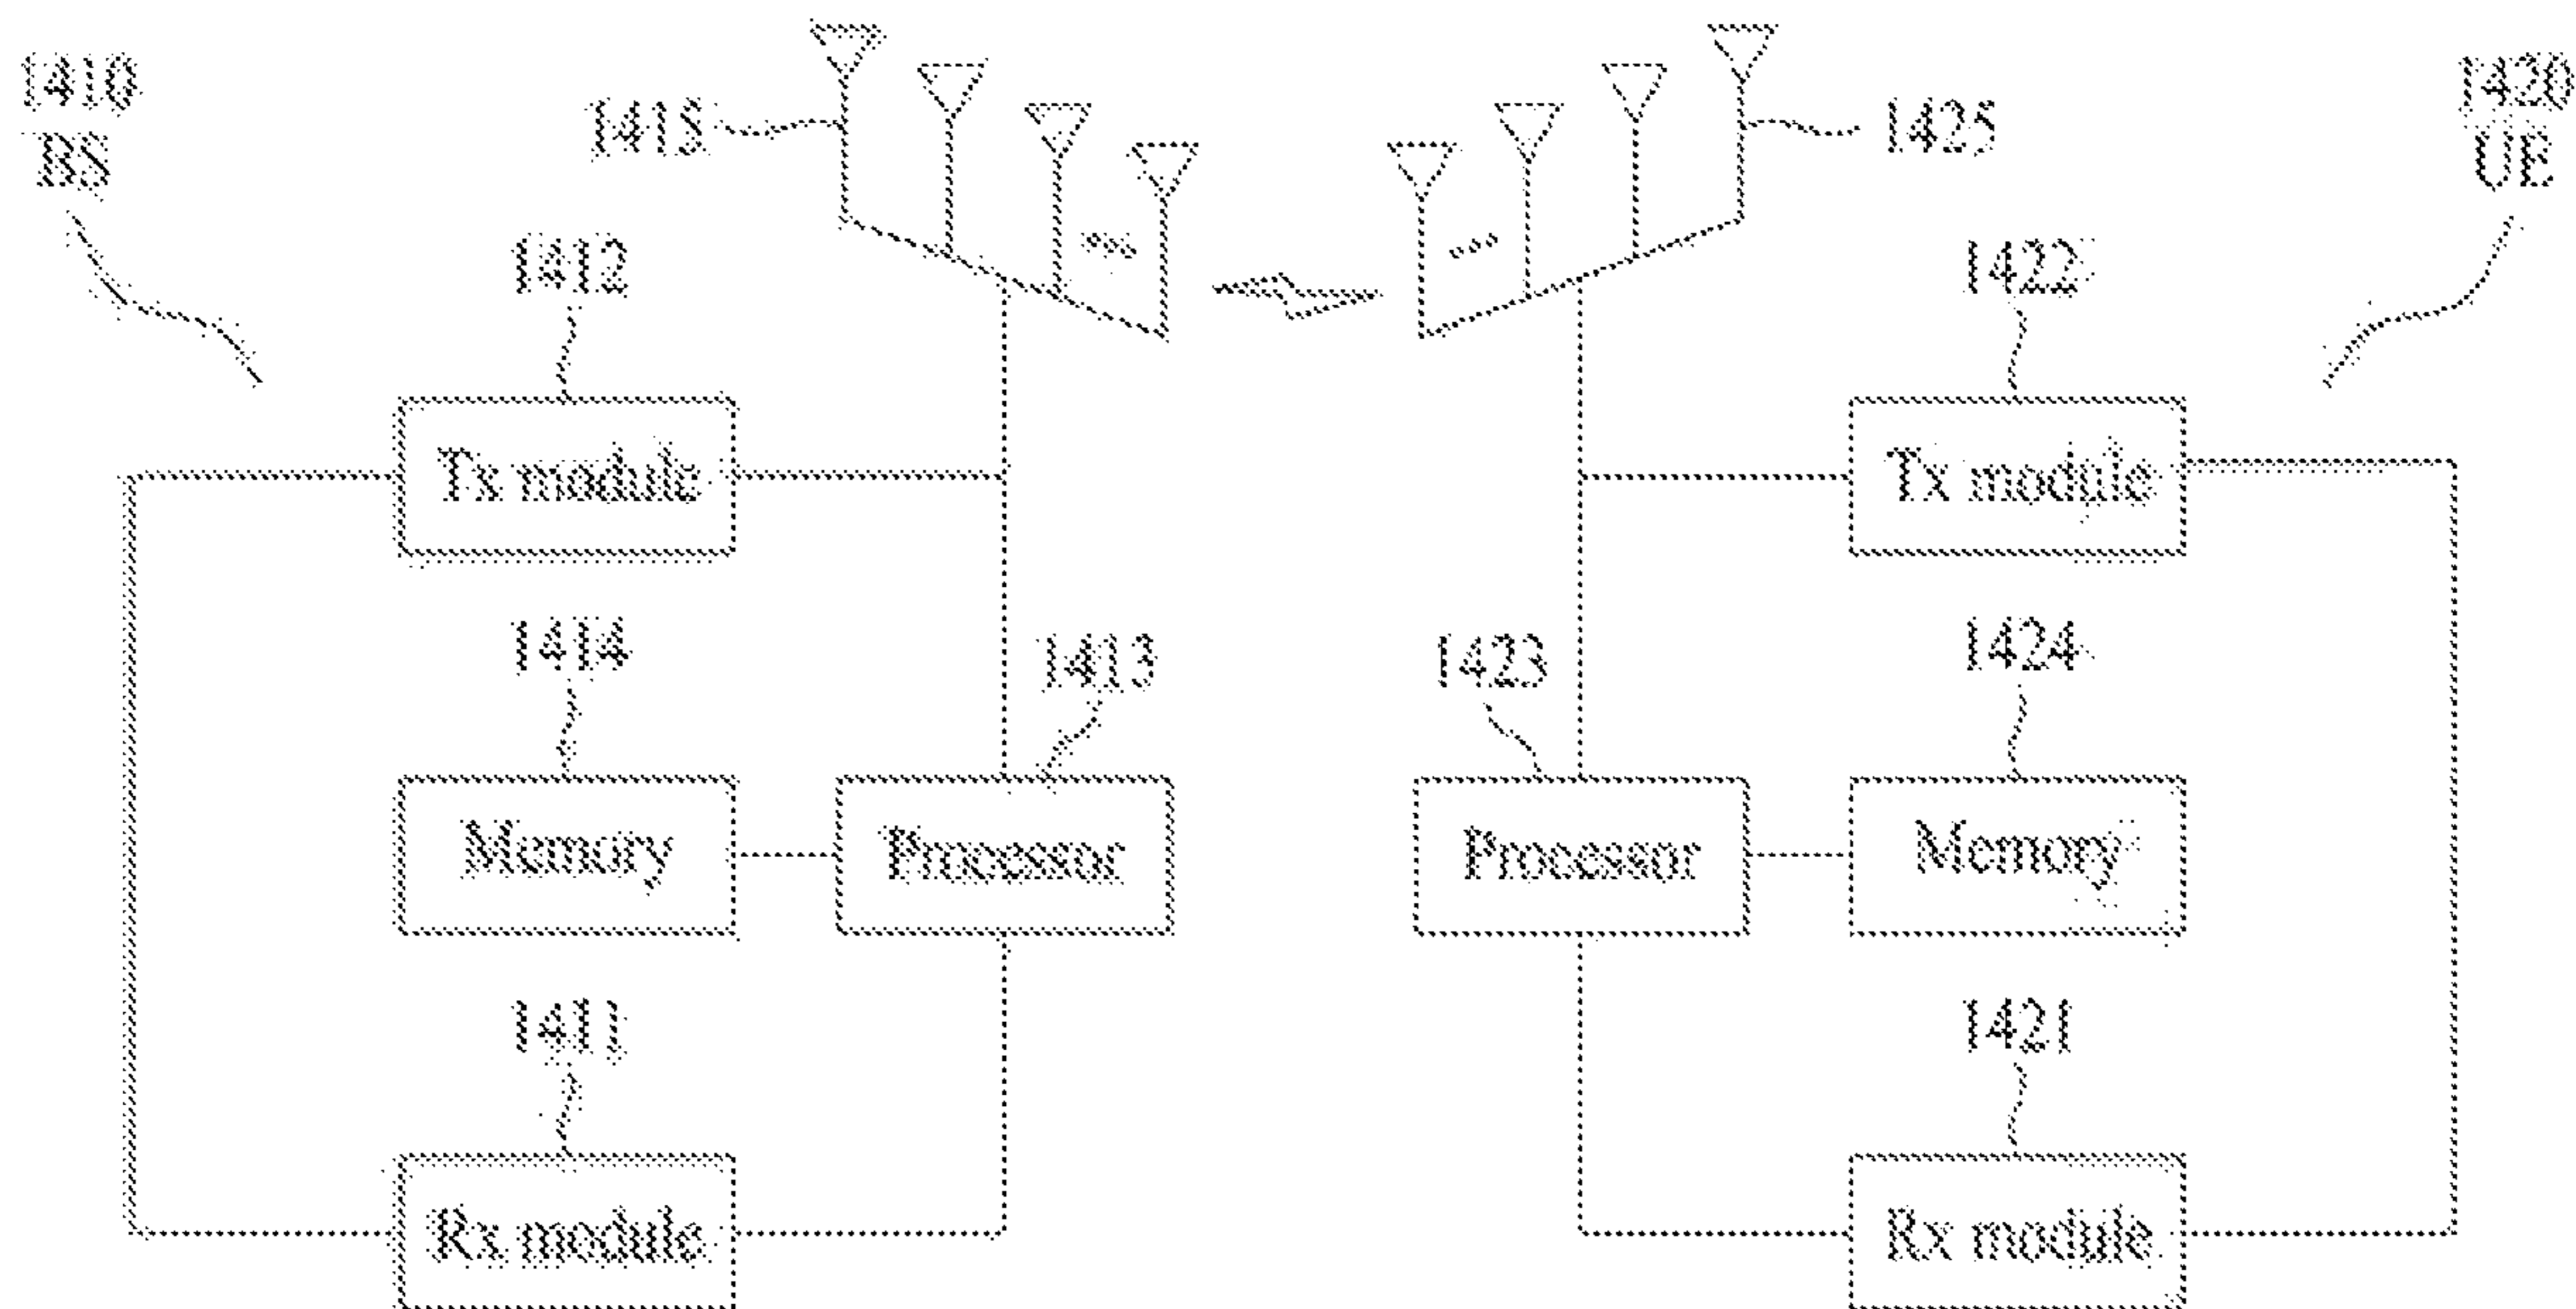 1410
BS
1415
1425
1420
UE
1412
1422
Tx module
Tx module
1414
1413
1423
1424
Memory
Processor
Processor
Memory
1411
1421
Rx module
Rx module